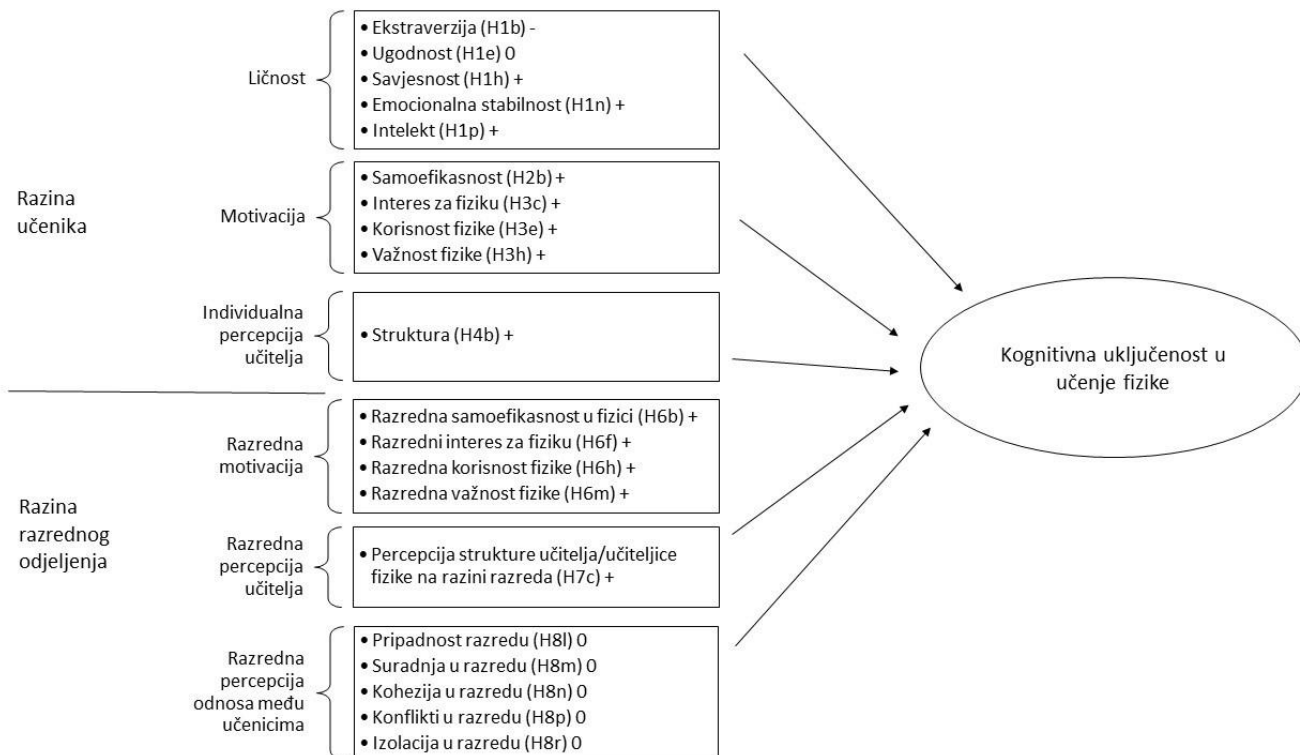 Razina
učenika
Ličnost
• Ekstraverzija (H1b) -
• Ugodnost (H1e) 0
• Savjesnost (H1h) +
• Emocionalna stabilnost (H1n) +
• Intelekt (H1p) +
Motivacija
• Samoefikasnost (H2b) +
• Interes za fiziku (H3c) +
• Korisnost fizike (H3e) +
• Važnost fizike (H3h) +
Individualna
percepcija
učitelja
• Struktura (H4b) +
Razina
razrednog
odjeljenja
Razredna
motivacija
• Razredna samoefikasnost u fizici (H6b) +
• Razredni interes za fiziku (H6f) +
• Razredna korisnost fizike (H6h) +
• Razredna važnost fizike (H6m) +
Razredna
percepcija
učitelja
• Percepcija strukture učitelja/učiteljice
fizike na razini razreda (H7c) +
Razredna
percepcija
odnosa među
učenicima
• Pripadnost razredu (H8l) 0
• Suradnja u razredu (H8m) 0
• Kohezija u razredu (H8n) 0
• Konflikti u razredu (H8p) 0
• Izolacija u razredu (H8r) 0
Kognitivna uključenost u
učenje fizike